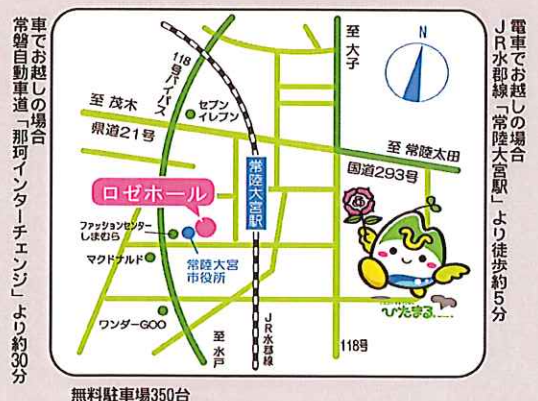 電車でお越しの場合
JR水郡線「常陸大宮駅」より徒歩約5分
車でお越しの場合
常磐自動車道「那珂インターチェンジ」より約30分
N
至 大子
118号バイパス
セブン
イレブン
至 茂木
県道21号
至 常陸太田
国道293号
常陸大宮駅
ロゼホール
ファッションセンター
しまむら
常陸大宮
市役所
マクドナルド
ワンダーGOO
至 水戸
JR水郡線
118号
ひたまる
無料駐車場350台